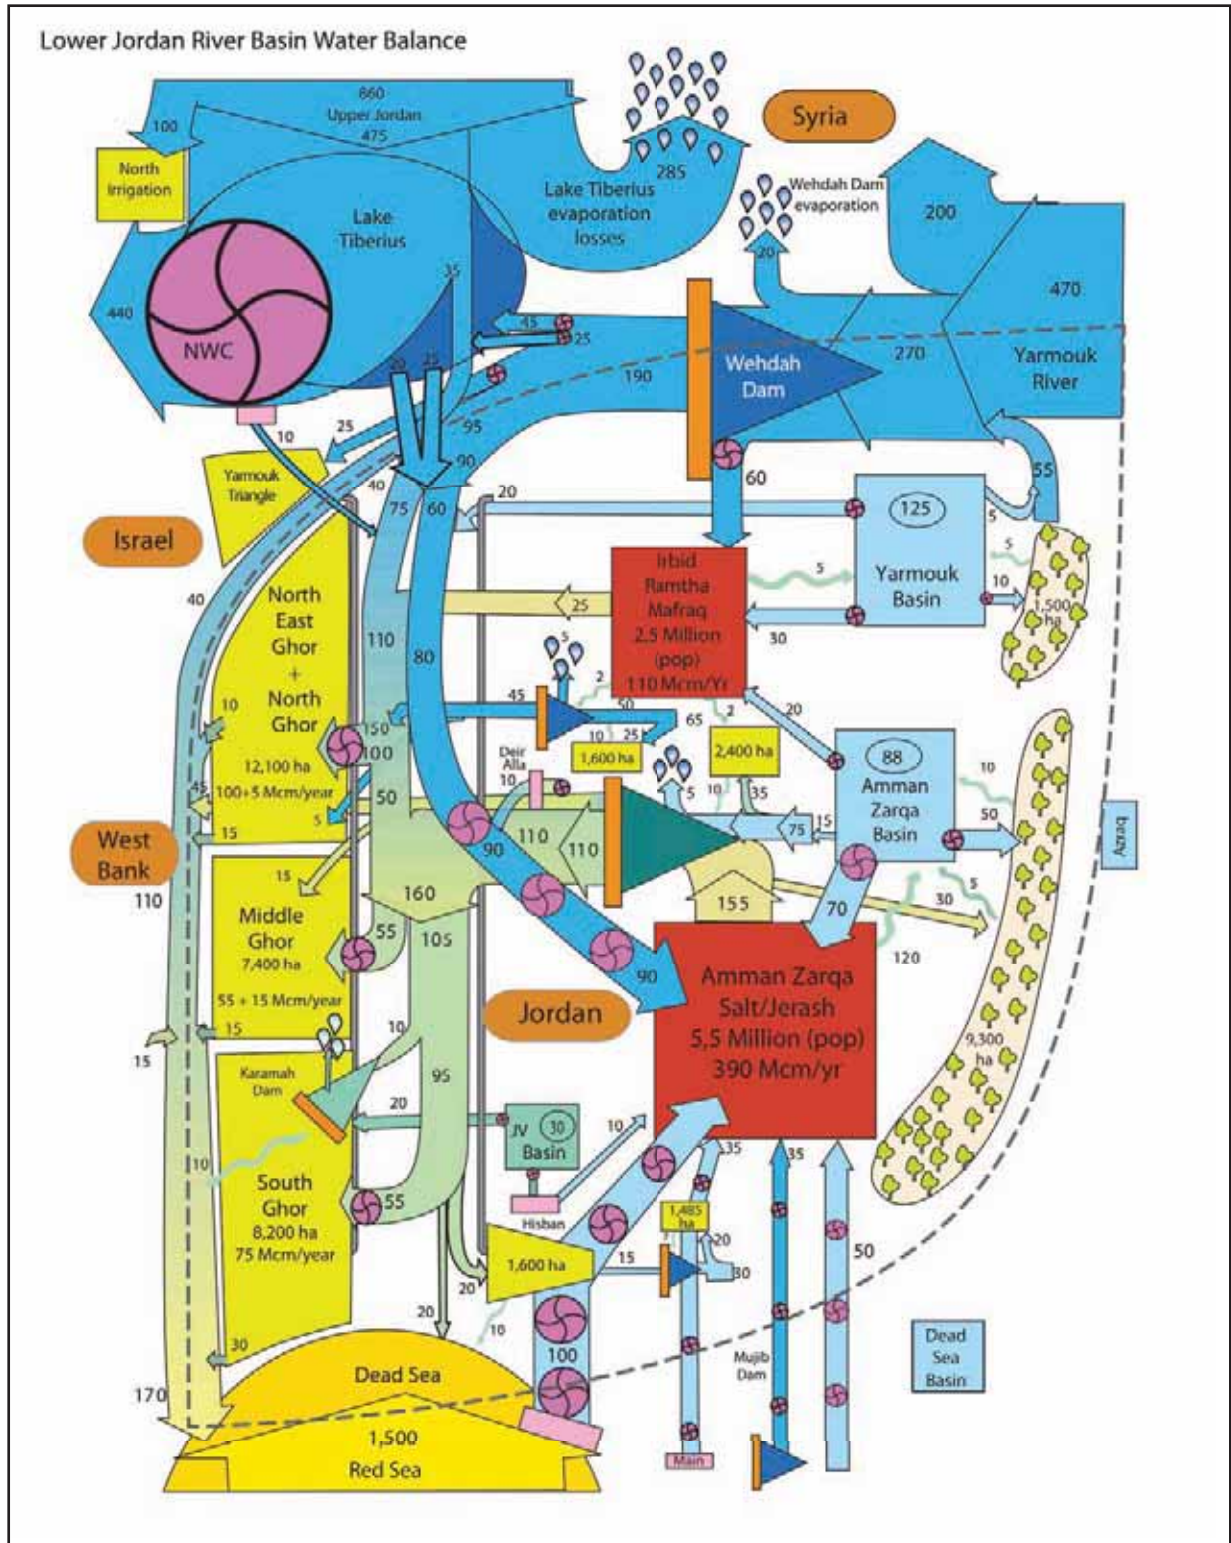 Lower Jordan River Basin Water Balance
860
Upper Jordan
475
100
North
Irrigation
Lake
Tiberius
Lake Tiberius
evaporation
losses
285
Syria
Wehdah Dam
evaporation
20
200
470
Yarmouk
River
270
Wehdah
Dam
190
35
45
25
440
NWC
20
25
10
25
95
90
Yarmouk
Triangle
40
75
60
20
60
55
125
Yarmouk
Basin
5
5
10
1,500
ha
Israel
40
North
East
Ghor
+
North
Ghor
12,100 ha
100+5 Mcm/year
10
45
15
5
110
80
25
Irbid
Ramtha
Mafraq
2,5 Million
(pop)
110 Mcm/Yr
5
30
20
5
2
45
50
65
2
150
100
50
10
25
1,600 ha
2,400 ha
Deir
Alla
10
5
10
35
88
Amman
Zarqa
Basin
10
50
15
75
Azraq
West
Bank
110
15
Middle
Ghor
7,400 ha
55 + 15 Mcm/year
15
55
160
105
110
110
90
155
70
120
30
5
90
Jordan
Amman Zarqa
Salt/Jerash
5,5 Million (pop)
390 Mcm/yr
9,300
ha
15
Karamah
Dam
10
95
20
JV
30
Basin
10
Hisban
10
South
Ghor
8,200 ha
75 Mcm/year
55
30
20
20
1,600 ha
10
15
1,485
ha
20
30
35
35
50
100
Mujib
Dam
Main
Dead
Sea
Basin
170
Dead Sea
1,500
Red Sea